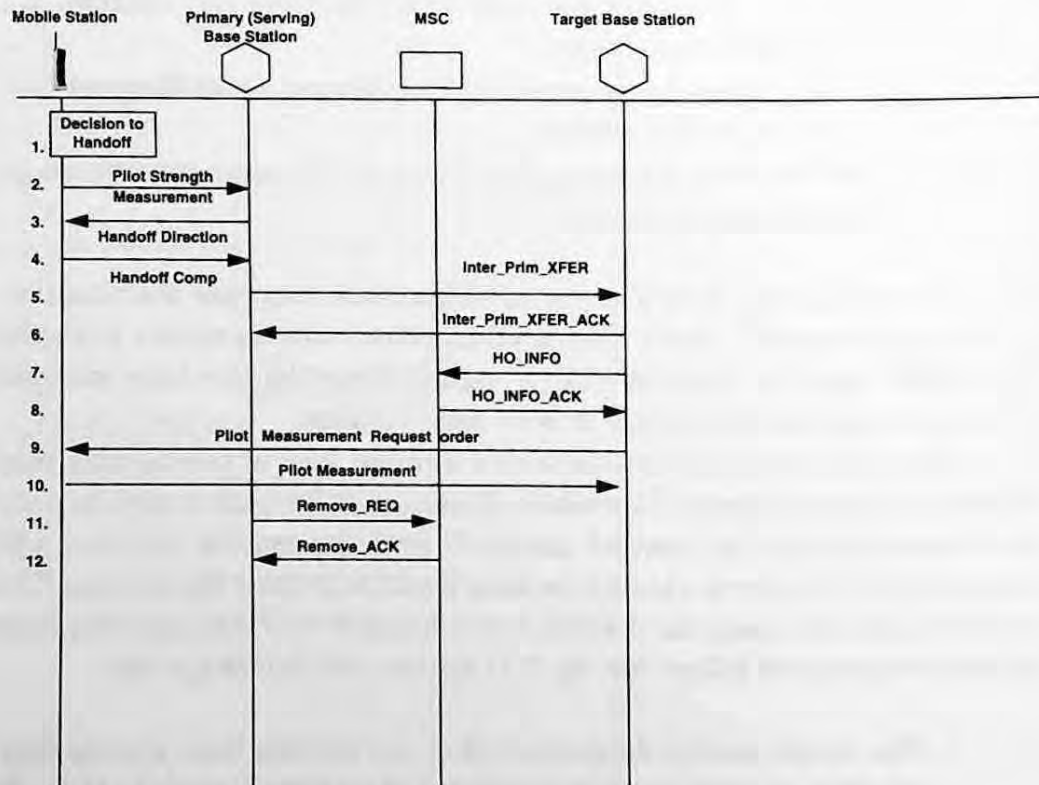 Mobile Station
Primary (Serving)
Base Station
MSC
Target Base Station
Decision to
Handoff
1.
Pilot Strength
2.
Measurement
3.
Handoff Direction
4.
Handoff Comp
Inter_Prim_XFER
5.
Inter_Prim_XFER_ACK
6.
HO_INFO
7.
HO_INFO_ACK
8.
Pilot Measurement Request order
9.
Pilot Measurement
10.
Remove_REQ
11.
Remove_ACK
12.